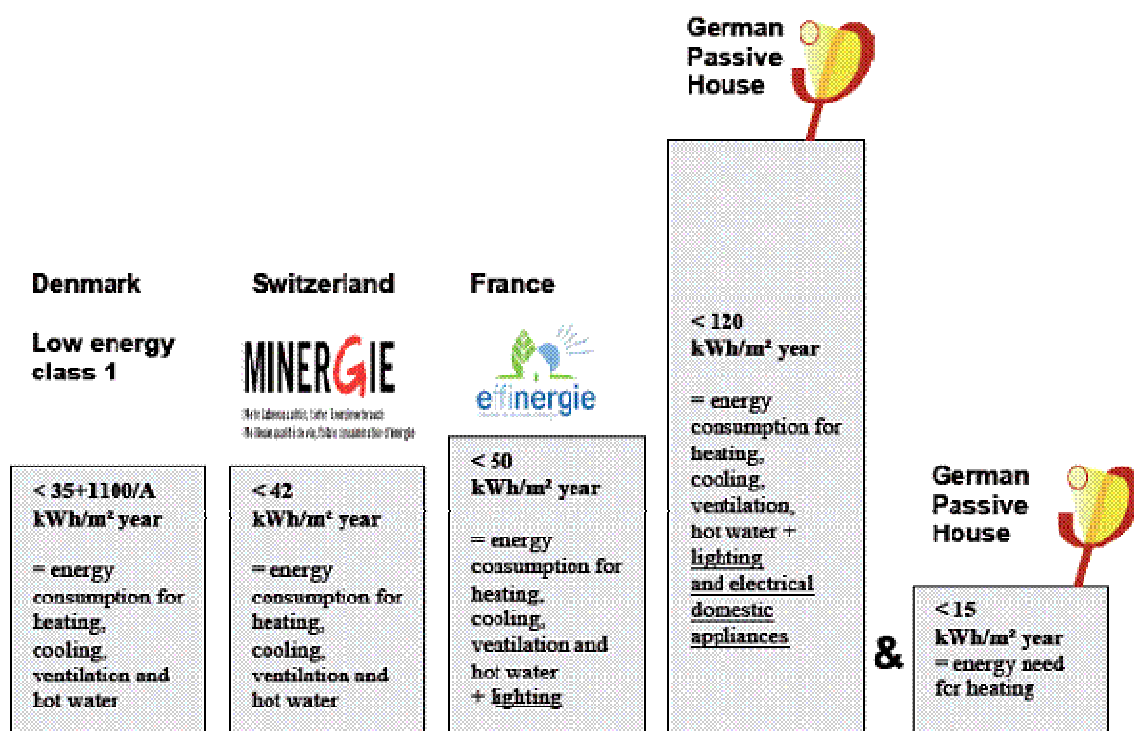 Denmark
Low energy
class 1
< 35+1100/A
kWh/m² year
= energy
consumption for
heating,
cooling,
ventilation and
hot water
Switzerland
MINERGIE
< 42
kWh/m² year
= energy
consumption for
heating,
cooling,
ventilation and
hot water
France
effinergie
< 50
kWh/m² year
= energy
consumption for
heating,
cooling,
ventilation and
hot water
+ lighting
German
Passive
House
< 120
kWh/m² year
= energy
consumption for
heating,
cooling,
ventilation,
hot water +
lighting
and electrical
domestic
appliances
&
German
Passive
House
< 15
kWh/m² year
= energy need
for heating